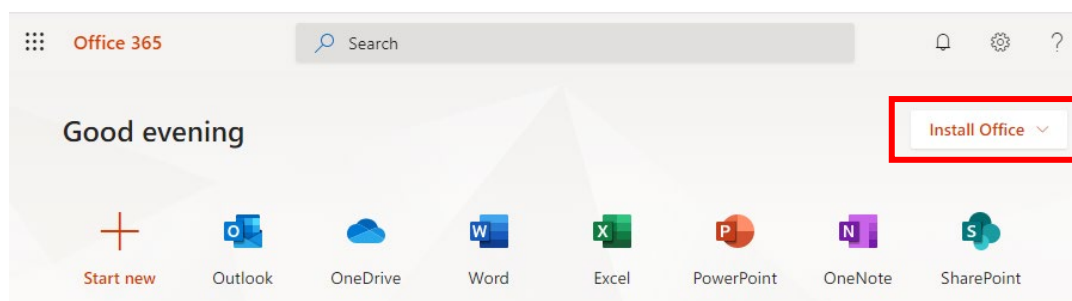 Office 365
Search
?
Good evening
Install Office
Start new
Outlook
OneDrive
Word
Excel
PowerPoint
OneNote
SharePoint